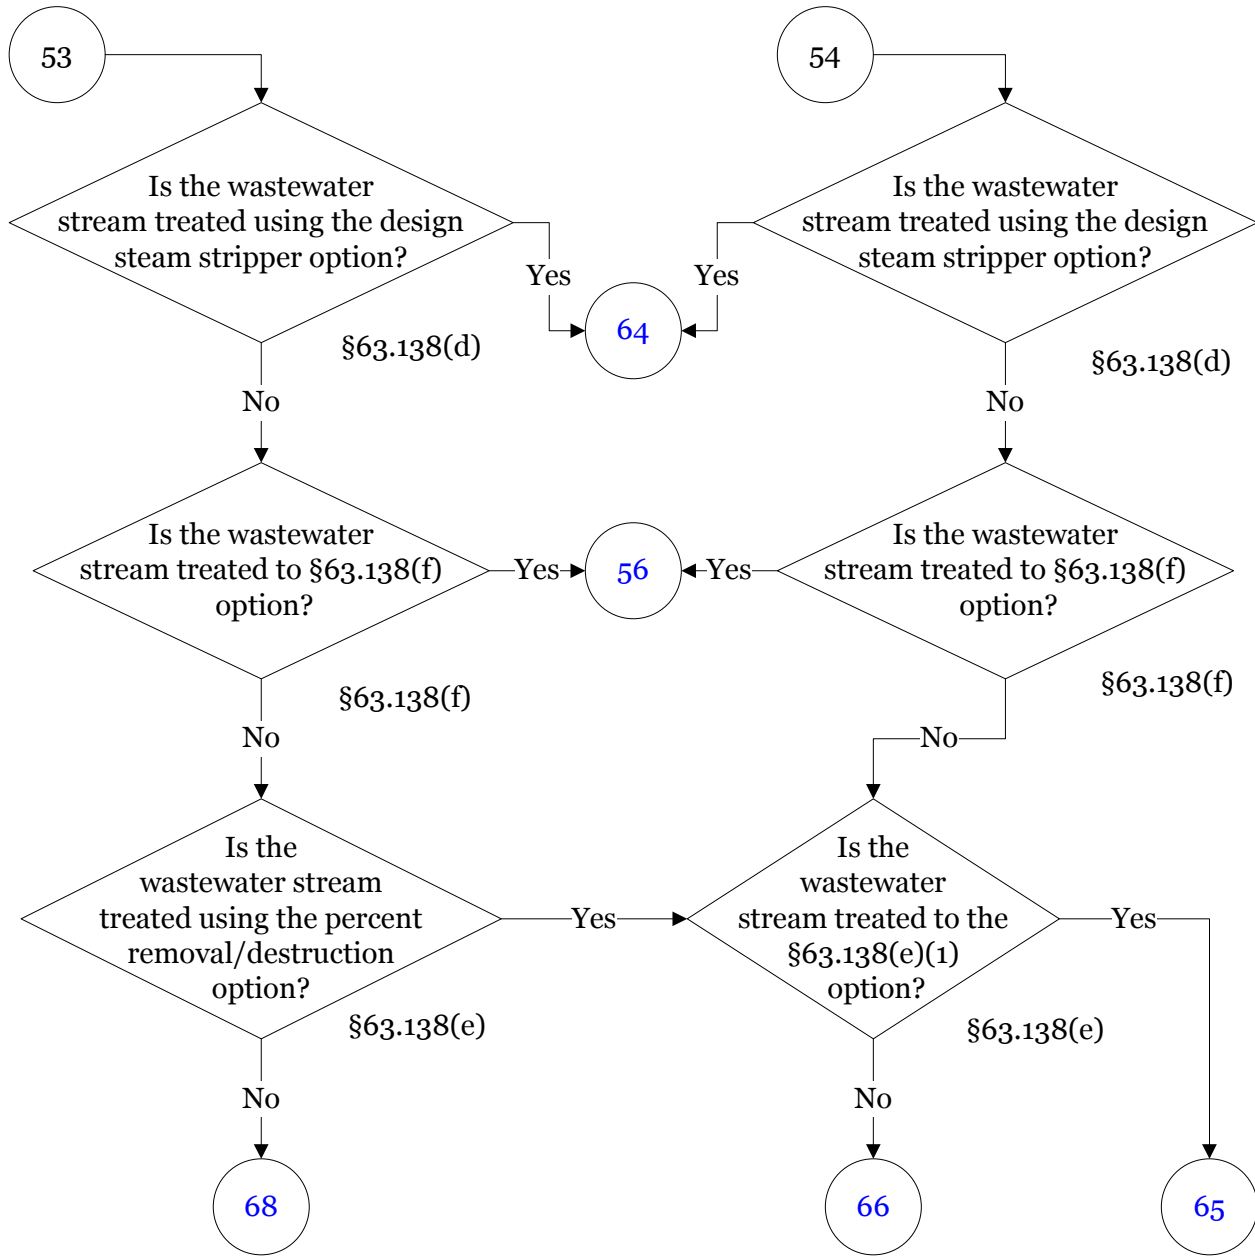 53
54
Is the wastewater
stream treated using the design
steam stripper option?
Is the wastewater
stream treated using the design
steam stripper option?
Yes
Yes
64
§63.138(d)
§63.138(d)
No
No
Is the wastewater
stream treated to §63.138(f)
option?
Yes
56
Yes
Is the wastewater
stream treated to §63.138(f)
option?
§63.138(f)
§63.138(f)
No
No
Is the
wastewater stream
treated using the percent
removal/destruction
option?
Yes
Is the
wastewater
stream treated to the
§63.138(e)(1)
option?
Yes
§63.138(e)
§63.138(e)
No
No
68
66
65